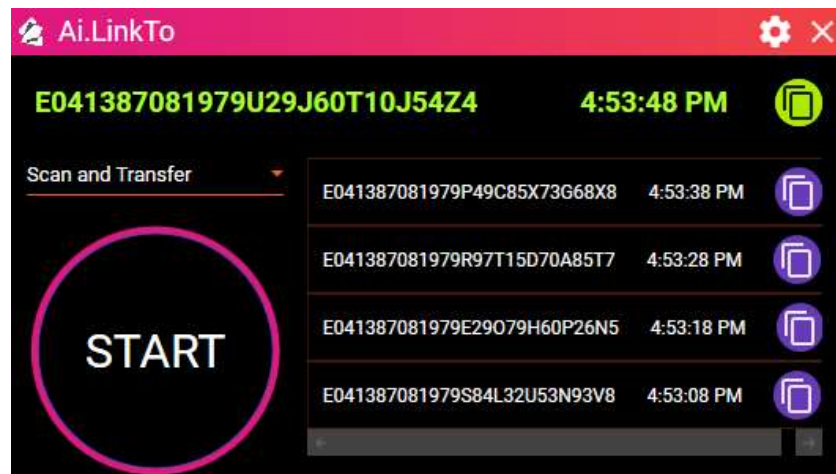 Ai.LinkTo
E041387081979U29J60T10J54Z4 4:53:48 PM
Scan and Transfer
E041387081979P49C85X73G68X8 4:53:38 PM
E041387081979R97T15D70A85T7 4:53:28 PM
E041387081979E29O79H60P26N5 4:53:18 PM
START
E041387081979S84L32U53N93V8 4:53:08 PM